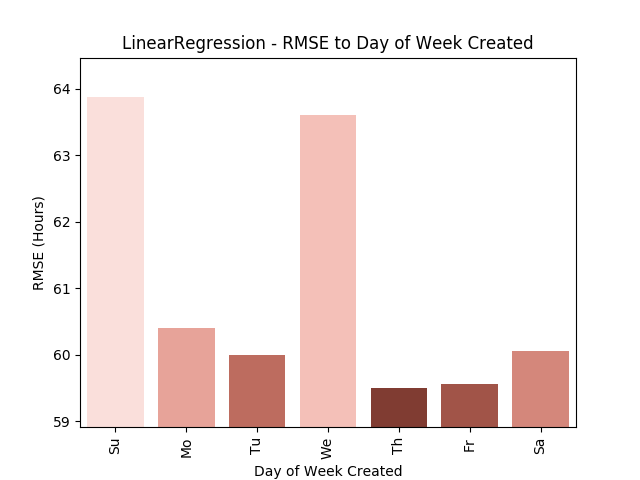 LinearRegression - RMSE to Day of Week Created
64
63
62
61
60
59
RMSE (Hours)
Su Mo Tu We Th Fr Sa
Day of Week Created